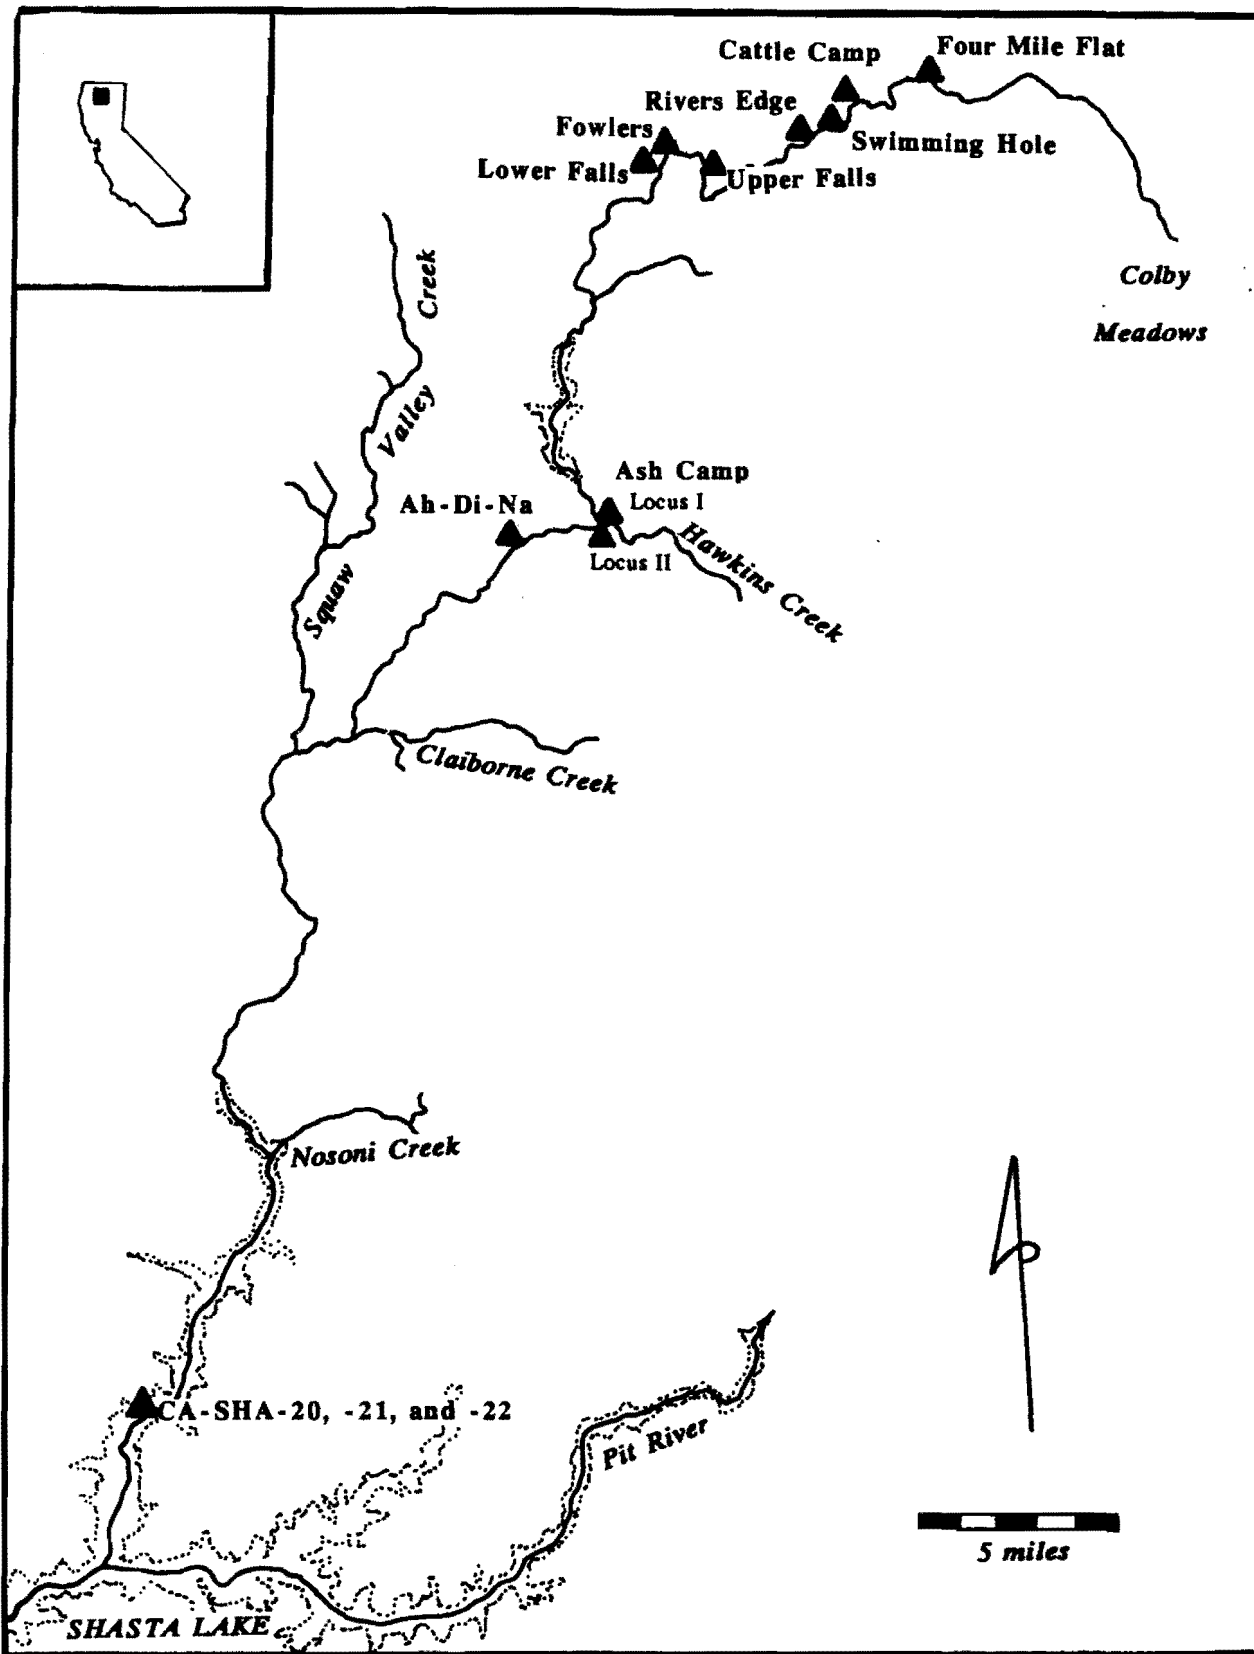 Four Mile Flat
Cattle Camp
Rivers Edge
Fowlers
Swimming Hole
Lower Falls
Upper Falls
Creek
Colby
Meadows
Valley
Ash Camp
Ah-Di-Na
Locus I
Hawkins Creek
Locus II
Squaw
Claiborne Creek
Nosoni Creek
CA-SHA-20, -21, and -22
Pit River
5 miles
SHASTA LAKE